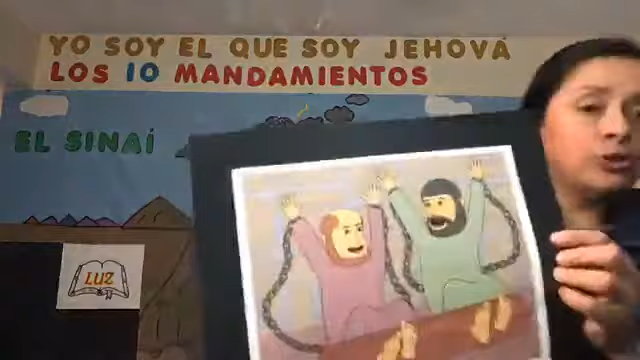 YO SOY EL QUE SOY JEHOVÁ
LOS 10 MANDAMIENTOS
EL SINAÍ
LUZ